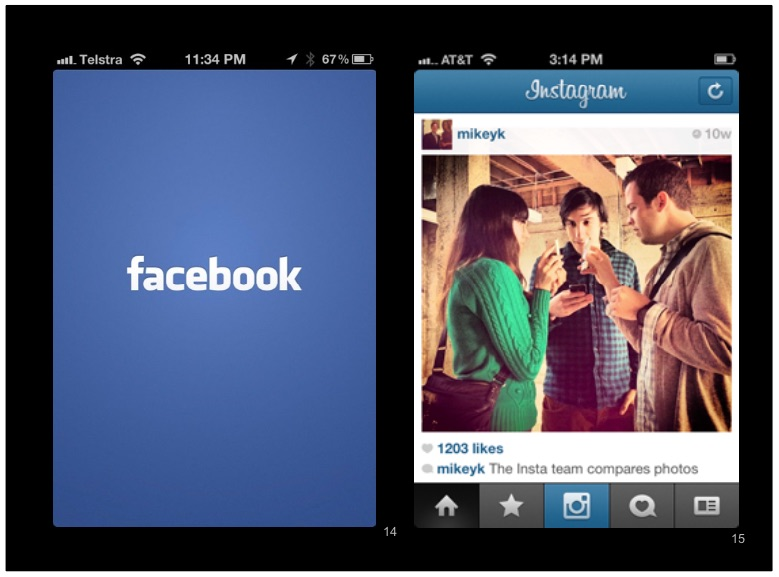 Telstra 11:34 PM 67%
facebook
14
AT&T 3:14 PM
Instagram
mikeyk 10w
1203 likes
mikeyk The Insta team compares photos
15